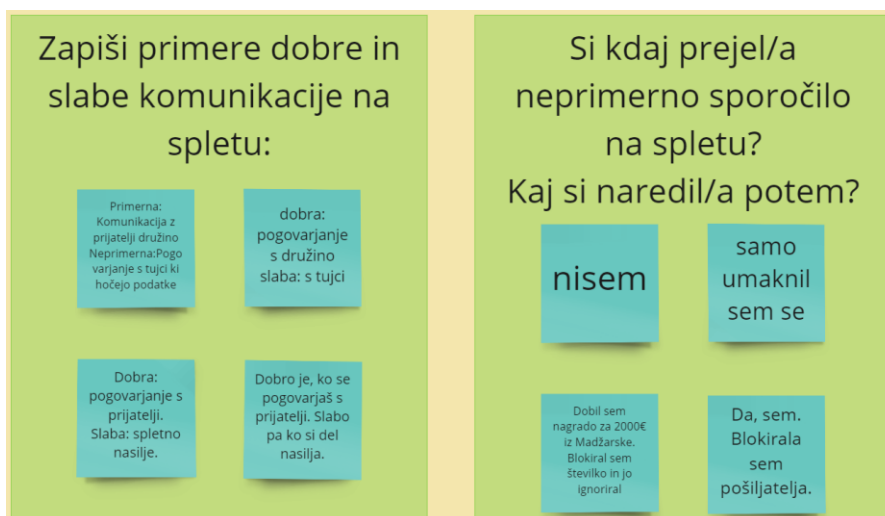 Zapiši primere dobre in
slabe komunikacije na
spletu:
Primerna:
Komunikacija z
prijatelji družino
Neprimerna:Pogo
varjanje s tujci ki
hočejo podatke
dobra:
pogovarjanje
s družino
slaba: s tujci
Dobra:
pogovarjanje s
prijatelji.
Slaba: spletno
nasilje.
Dobro je, ko se
pogovarjaš s
prijatelji. Slabo
pa ko si del
nasilja.
Si kdaj prejel/a
neprimerno sporočilo
na spletu?
Kaj si naredil/a potem?
nisem
samo
umaknil
sem se
Dobil sem
nagrado za 2000€
iz Madžarske.
Blokiral sem
številko in jo
ignoriral
Da, sem.
Blokirala
sem
pošiljatelja.